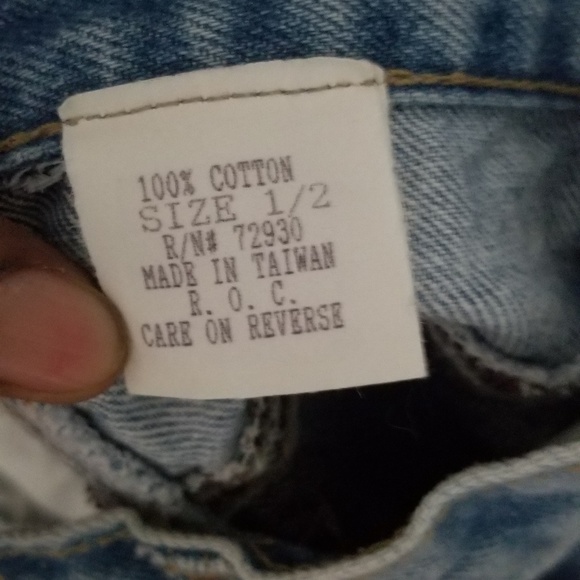 100% COTTON
SIZE 1/2
R/N# 72930
MADE IN TAIWAN
R. O. C.
CARE ON REVERSE